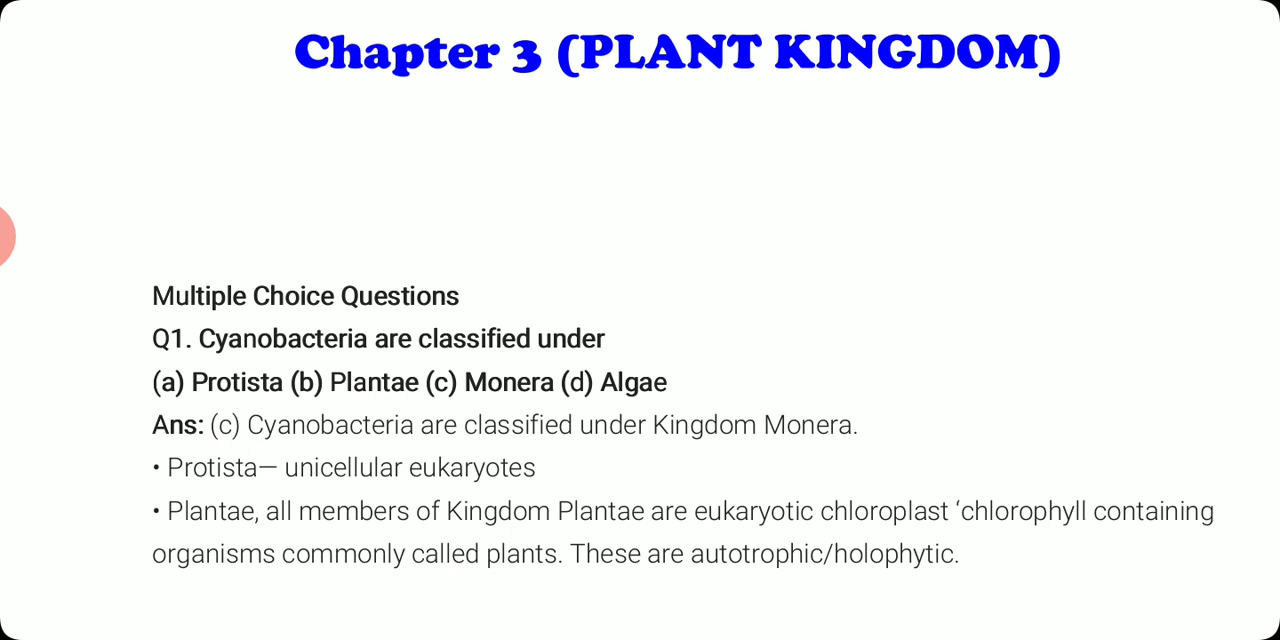 Chapter 3 (PLANT KINGDOM)
Multiple Choice Questions
Q1. Cyanobacteria are classified under
(a) Protista (b) Plantae (c) Monera (d) Algae
Ans: (c) Cyanobacteria are classified under Kingdom Monera.
• Protista— unicellular eukaryotes
• Plantae, all members of Kingdom Plantae are eukaryotic chloroplast ‘chlorophyll containing
organisms commonly called plants. These are autotrophic/holophytic.